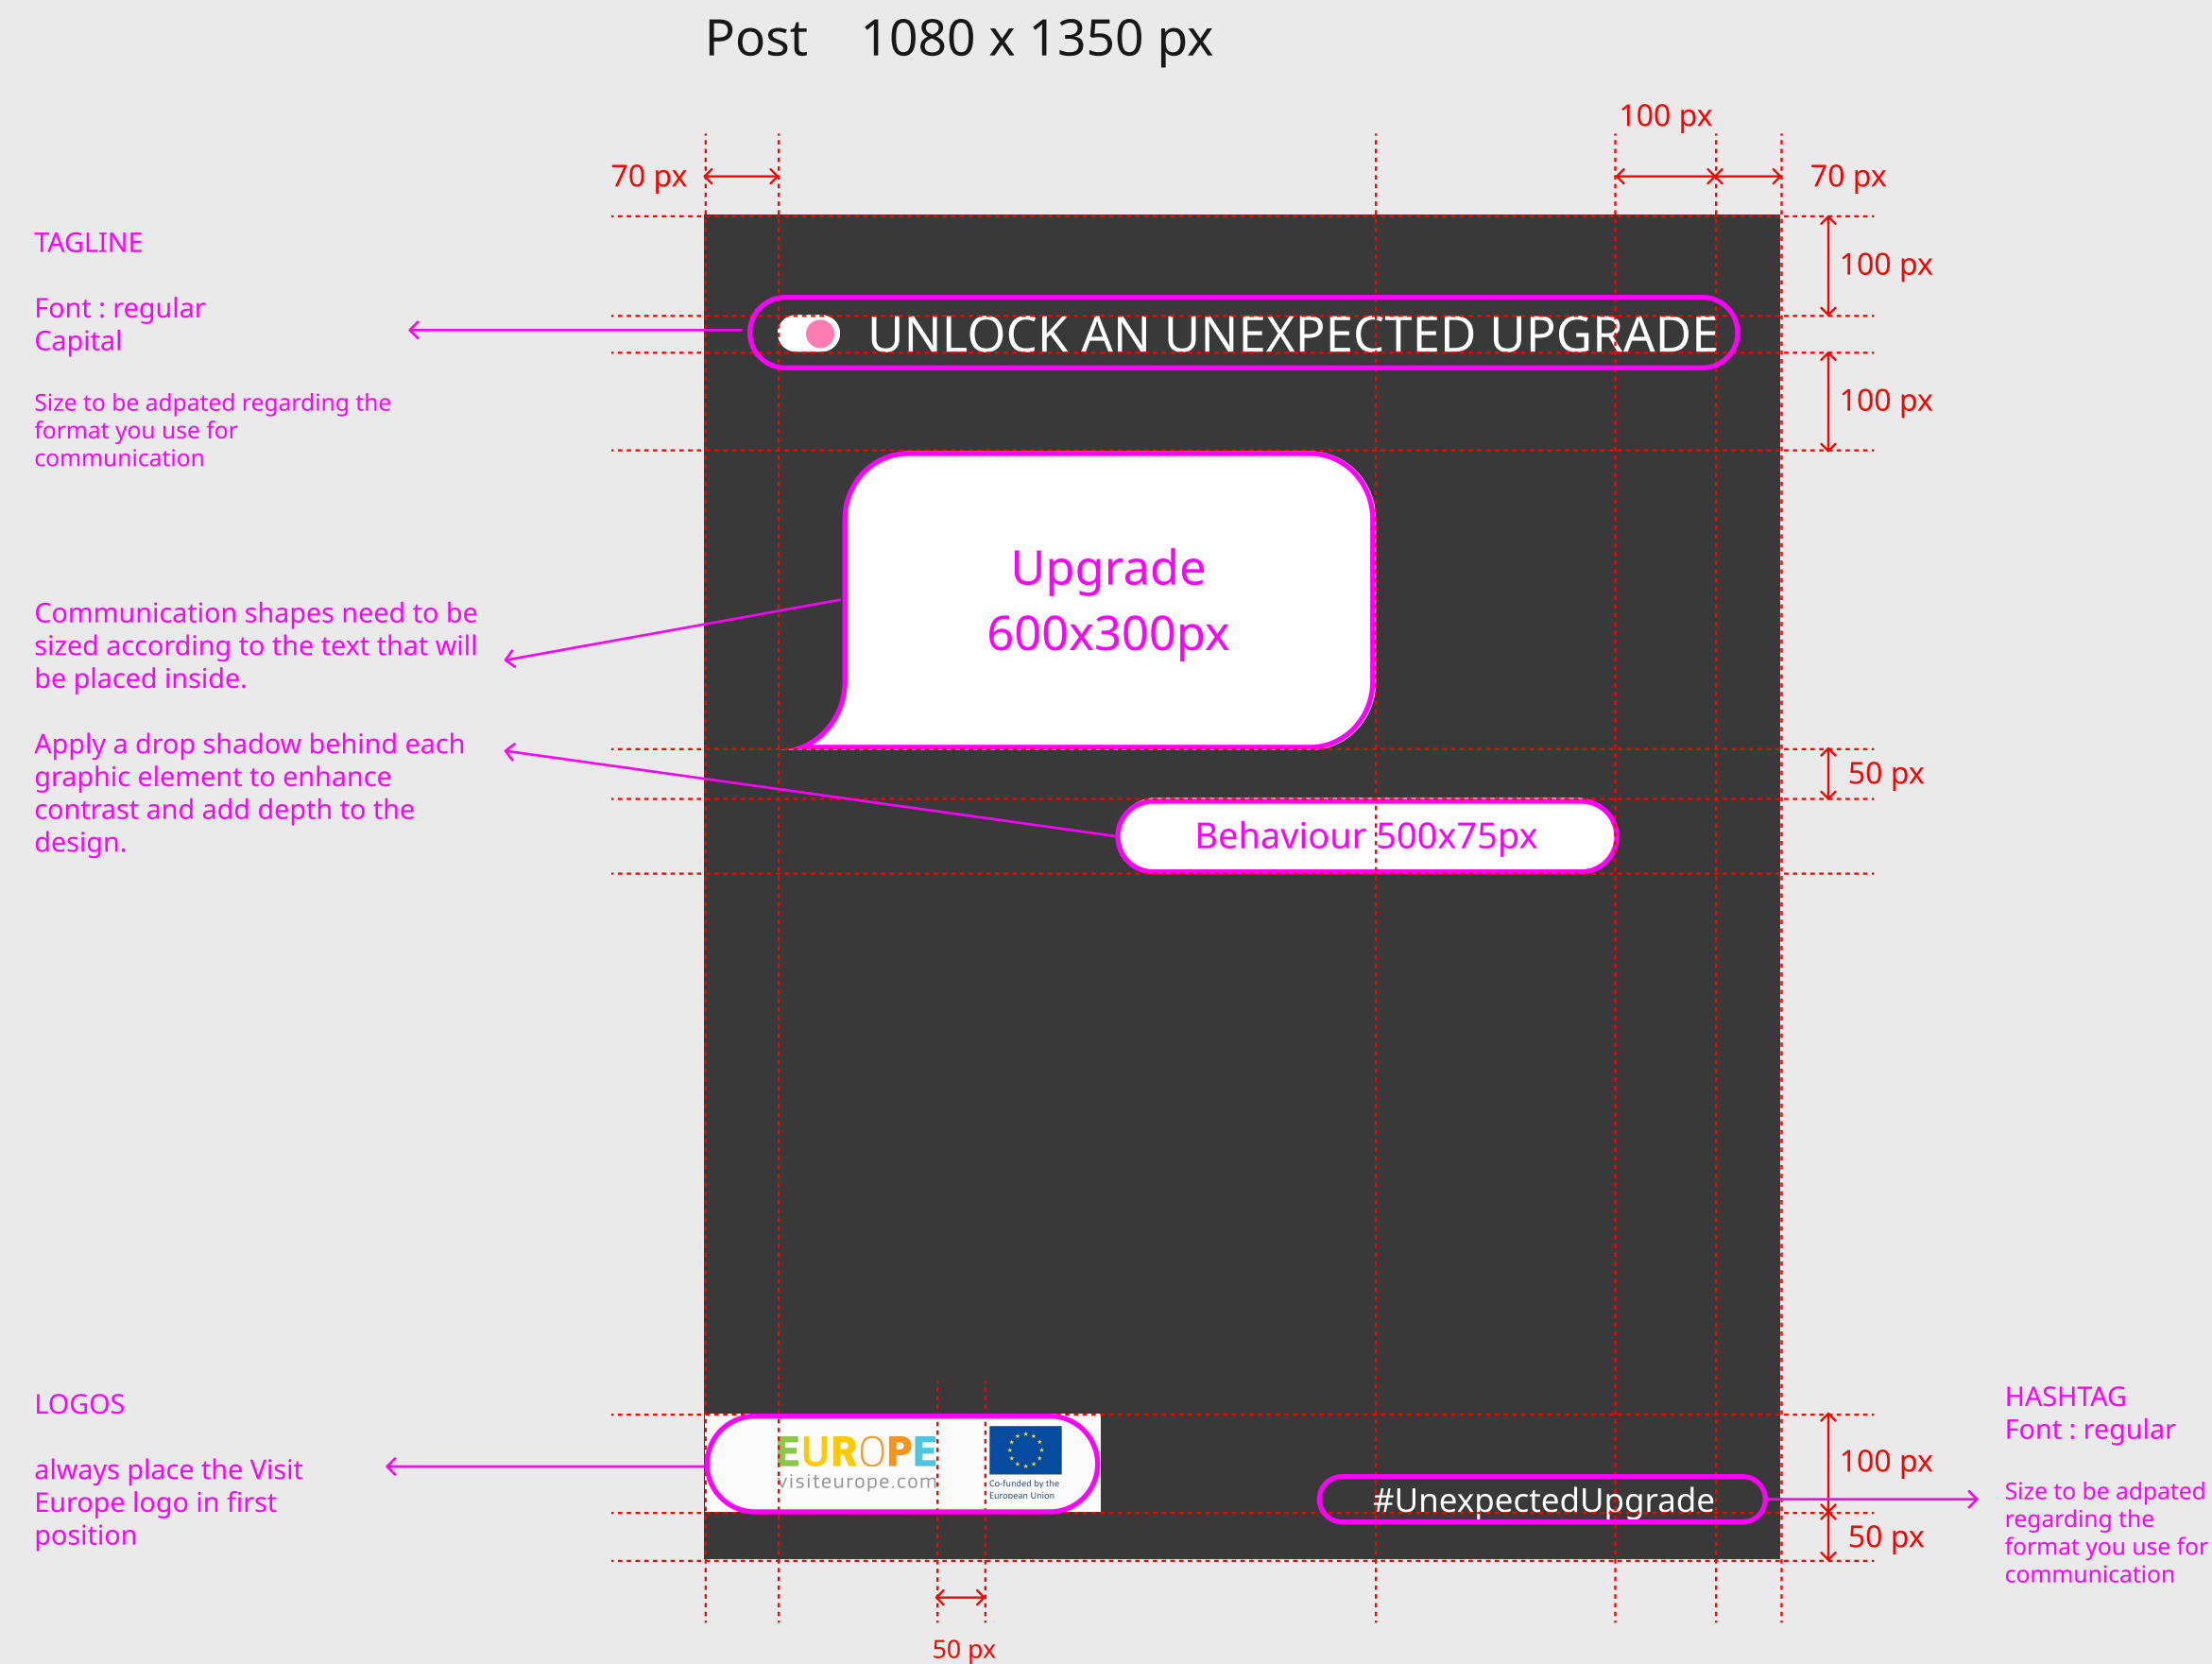 Post 1080 x 1350 px
100 px
70 px
70 px
TAGLINE
Font : regular
Capital
Size to be adpated regarding the
format you use for
communication
UNLOCK AN UNEXPECTED UPGRADE
100 px
100 px
Upgrade
600x300px
Communication shapes need to be
sized according to the text that will
be placed inside.
Apply a drop shadow behind each
graphic element to enhance
contrast and add depth to the
design.
50 px
Behaviour 500x75px
LOGOS
always place the Visit
Europe logo in first
position
EUROPE
visiteurope.com
Co-funded by the
European Union
#UnexpectedUpgrade
100 px
50 px
HASHTAG
Font : regular
Size to be adpated
regarding the
format you use for
communication
50 px